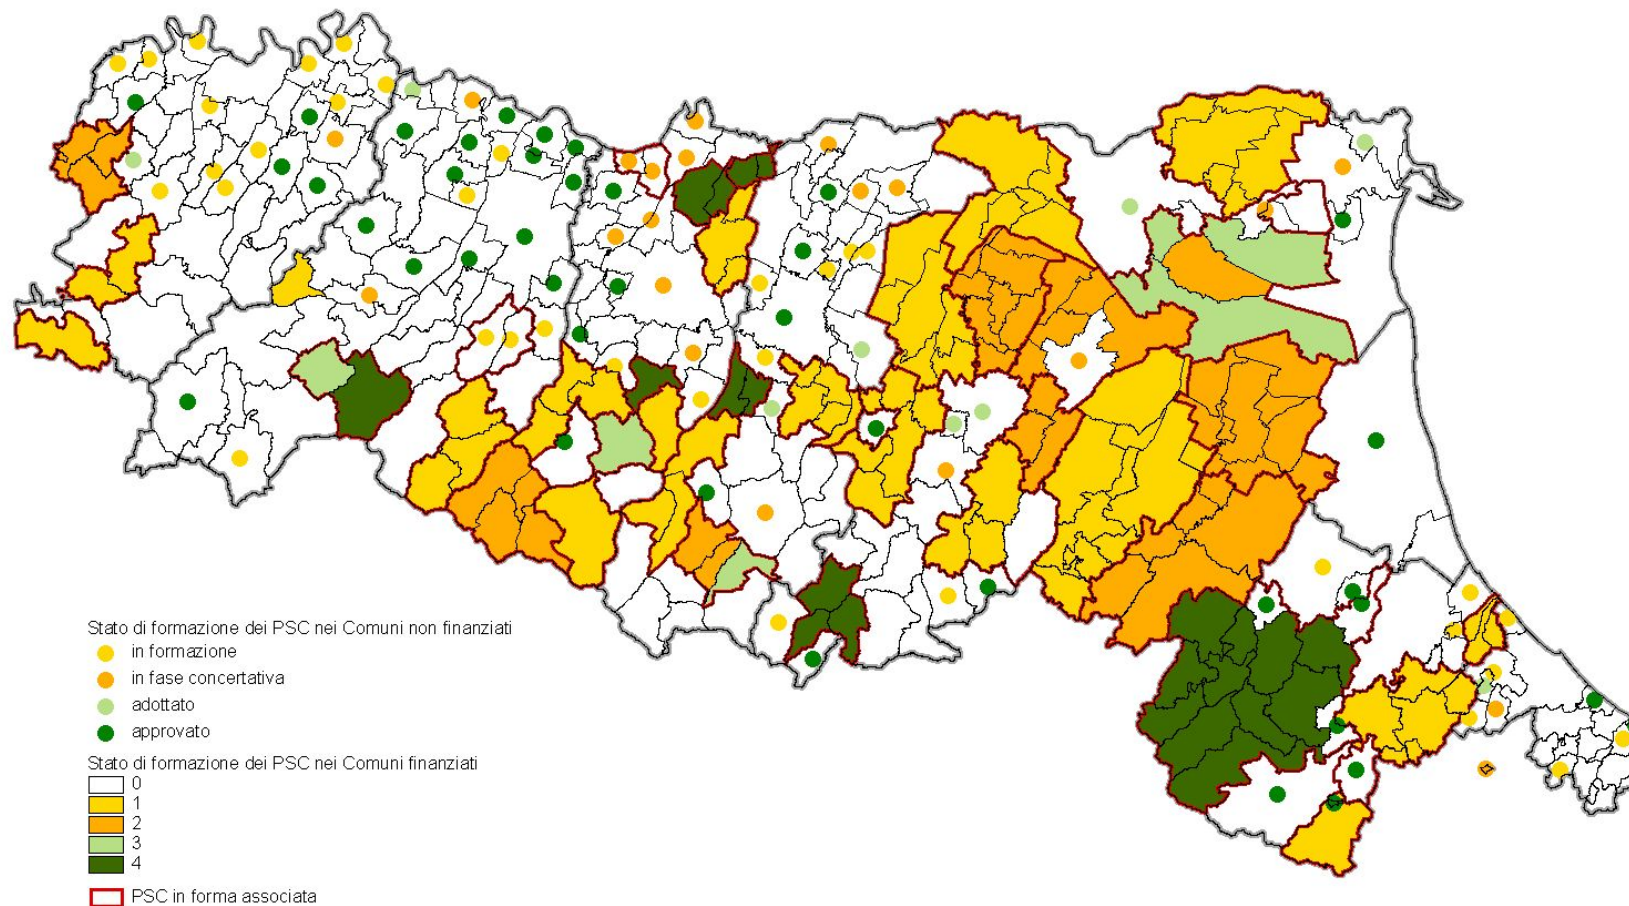 Stato di formazione dei PSC nei Comuni non finanziati
in formazione
in fase concertativa
adottato
approvato
Stato di formazione dei PSC nei Comuni finanziati
0
1
2
3
4
PSC in forma associata